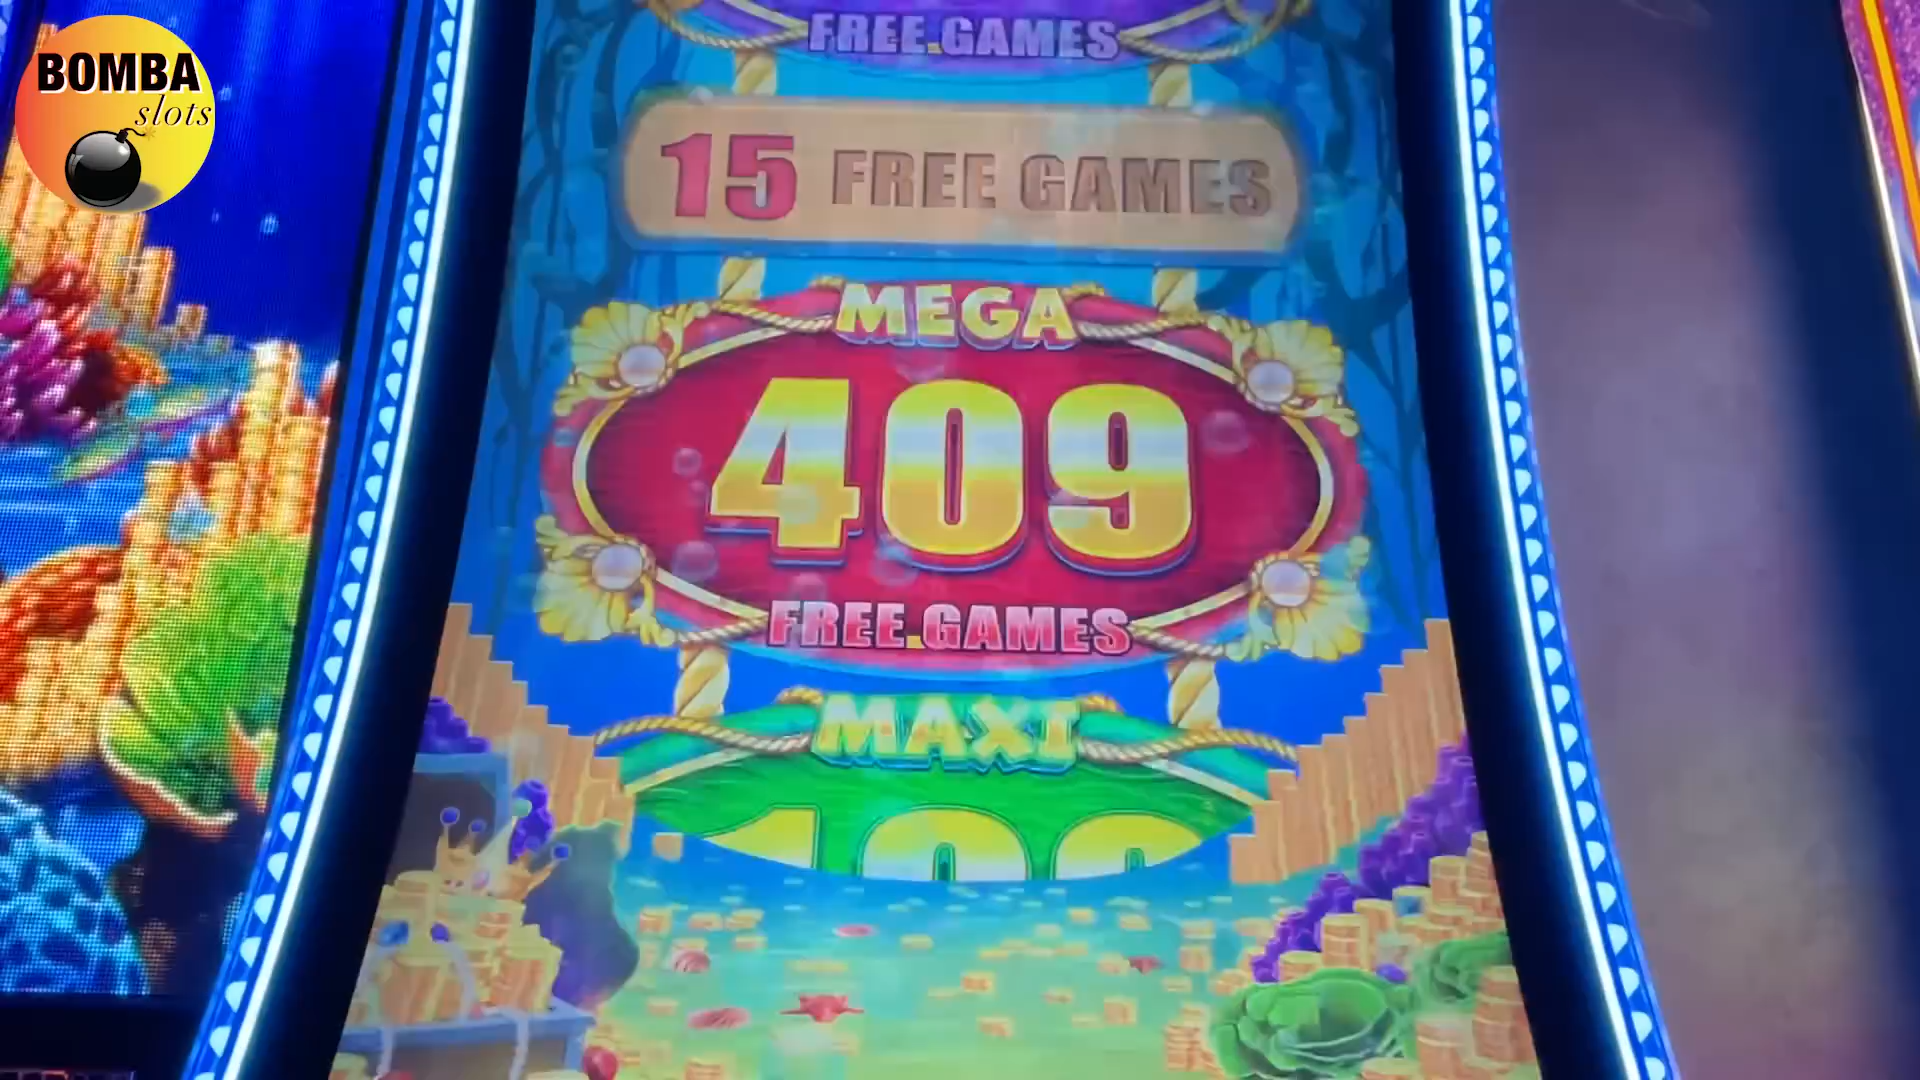 BOMBA
slots
FREE GAMES
15 FREE GAMES
MEGA
409
FREE GAMES
MAXI